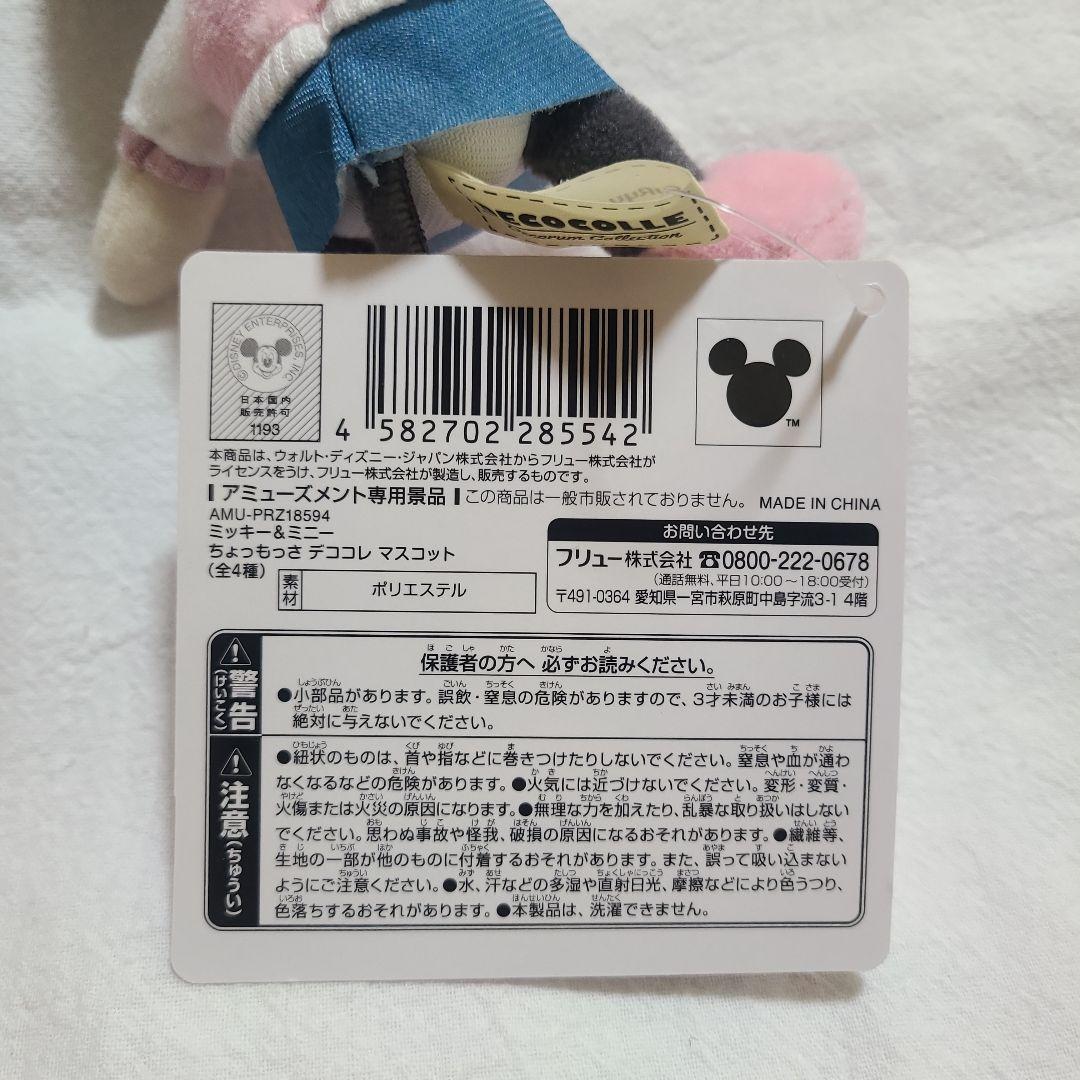 EGOCOLLE
Decorum Collection
©DISNEY ENTERPRISES, INC.
日本国内
販売許可
1193
4 582702 285542
TM
本商品は、ウォルト・ディズニー・ジャパン株式会社からフリュー株式会社が
ライセンスをうけ、フリュー株式会社が製造し、販売するものです。
アミューズメント専用景品 この商品は一般市販されておりません。 MADE IN CHINA
AMU-PRZ18594
ミッキー&ミニー
ちょっもっさ デココレ マスコット
(全4種)
素材 ポリエステル
お問い合わせ先
フリュー株式会社 ☎0800-222-0678
(通話無料、平日10:00～18:00受付)
〒491-0364 愛知県一宮市萩原町中島字流3-1 4階
警告(けいこく)
保護者の方へ 必ずお読みください。
●小部品があります。誤飲・窒息の危険がありますので、3才未満のお子様には
絶対に与えないでください。
注意(ちゅうい)
●紐状のものは、首や指などに巻きつけたりしないでください。窒息や血が通わ
なくなるなどの危険があります。●火気には近づけないでください。変形・変質・
火傷または火災の原因になります。●無理な力を加えたり、乱暴な取り扱いはしない
でください。思わぬ事故や怪我、破損の原因になるおそれがあります。●繊維等、
生地の一部が他のものに付着するおそれがあります。また、誤って吸い込まない
ようにご注意ください。●水、汗などの多湿や直射日光、摩擦などにより色うつり、
色落ちするおそれがあります。●本製品は、洗濯できません。